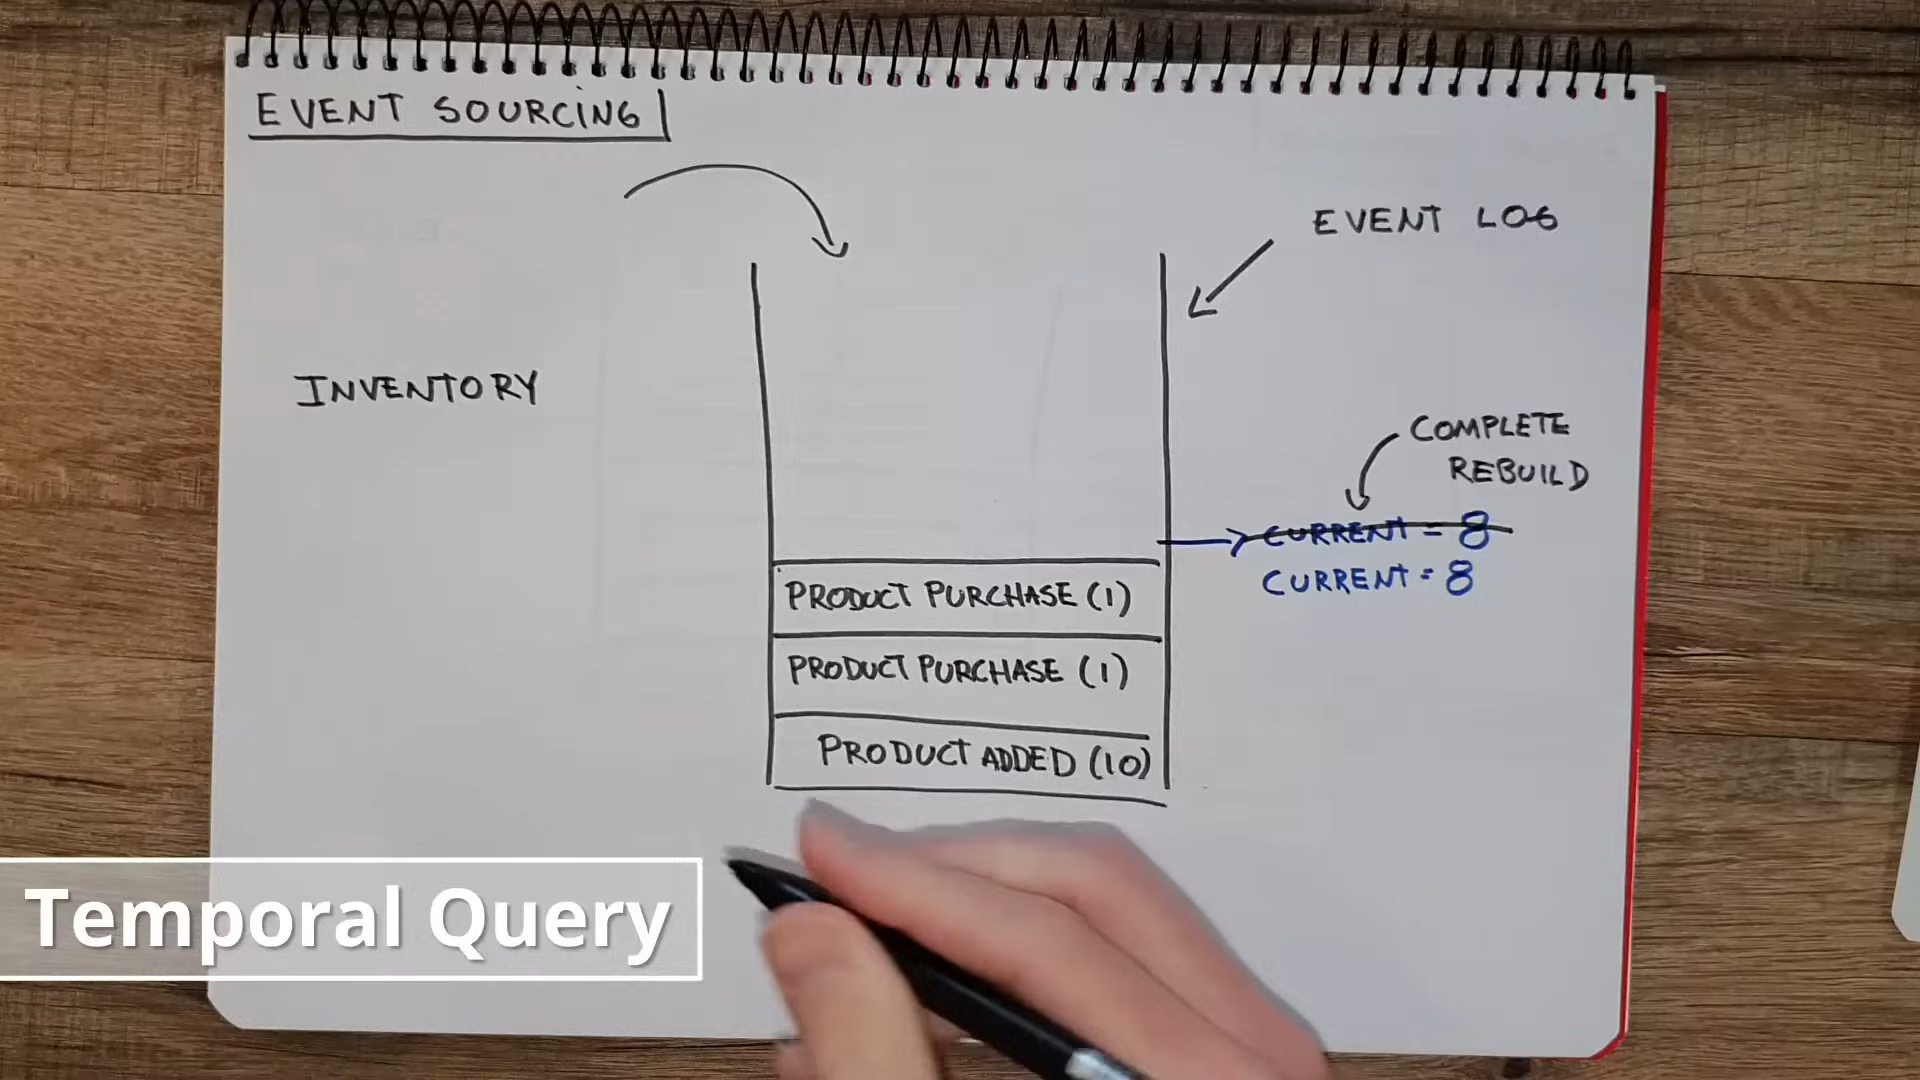 EVENT SOURCING
EVENT LOG
INVENTORY
COMPLETE
REBUILD
CURRENT = 8
CURRENT = 8
PRODUCT PURCHASE (1)
PRODUCT PURCHASE (1)
PRODUCT ADDED (10)
Temporal Query